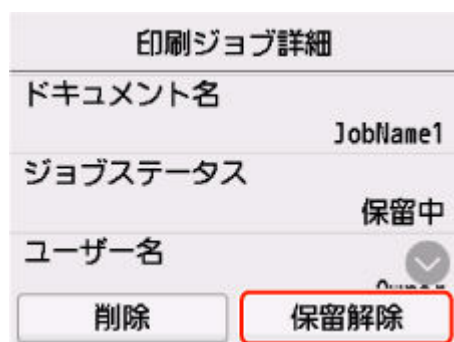 印刷ジョブ詳細
ドキュメント名
JobName1
ジョブステータス
保留中
ユーザー名
削除
保留解除